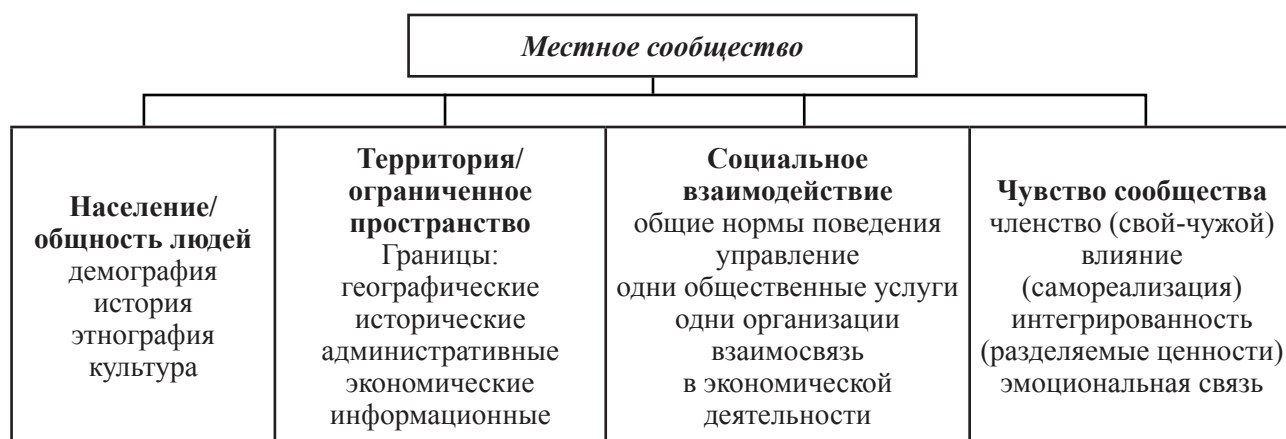 Местное сообщество
Население/
общность людей
демография
история
этнография
культура
Территория/
ограниченное
пространство
Границы:
географические
исторические
административные
экономические
информационные
Социальное
взаимодействие
общие нормы поведения
управление
одни общественные услуги
одни организации
взаимосвязь
в экономической
деятельности
Чувство сообщества
членство (свой-чужой)
влияние
(самореализация)
интегрированность
(разделяемые ценности)
эмоциональная связь